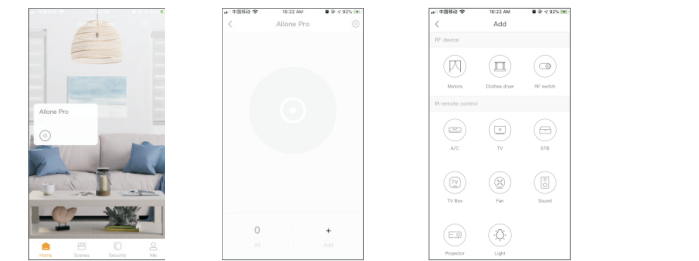 Allone Pro
Home Scenes Security Me
中国移动 10:22 AM 92%
Allone Pro
0 +
All Add
中国移动 10:22 AM 92%
Add
RF device
Motors Clothes dryer RF switch
IR remote control
A/C TV STB
TV Box Fan Sound
Projector Light